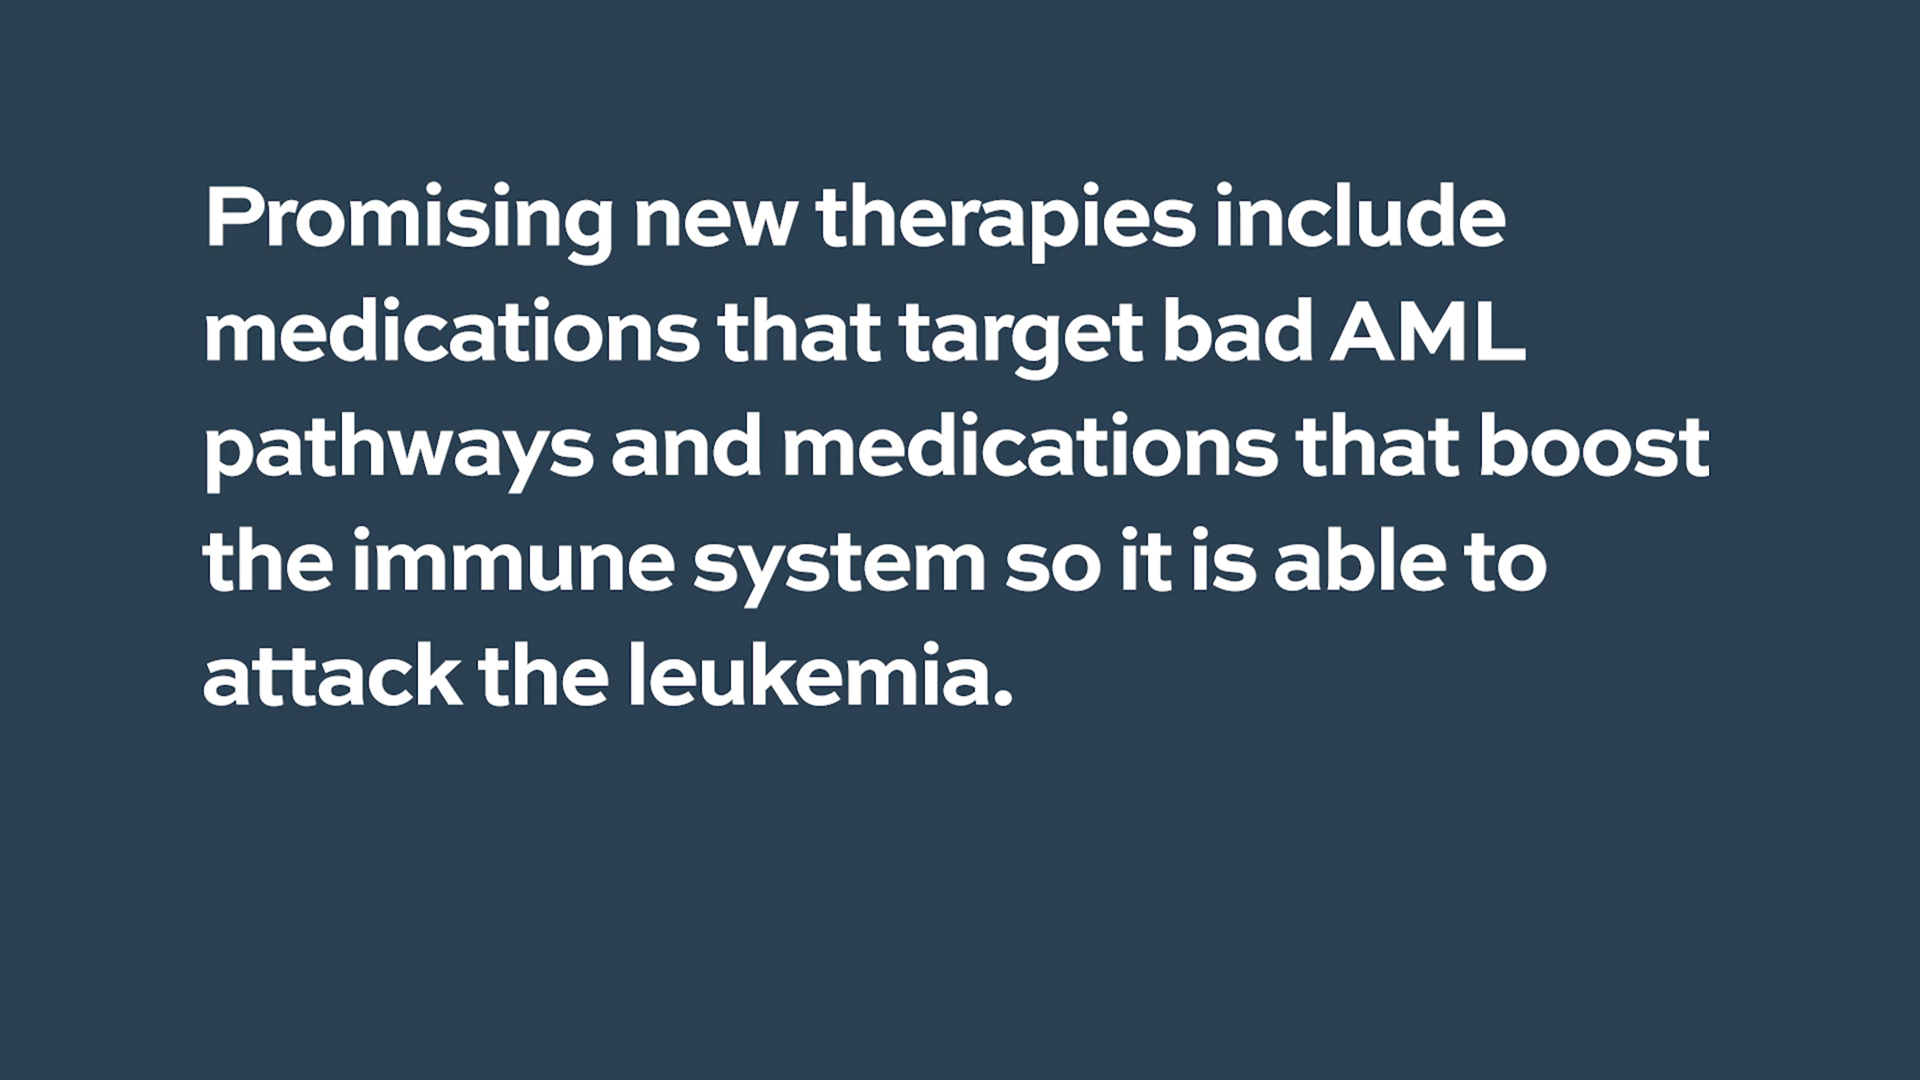 Promising new therapies include
medications that target bad AML
pathways and medications that boost
the immune system so it is able to
attack the leukemia.